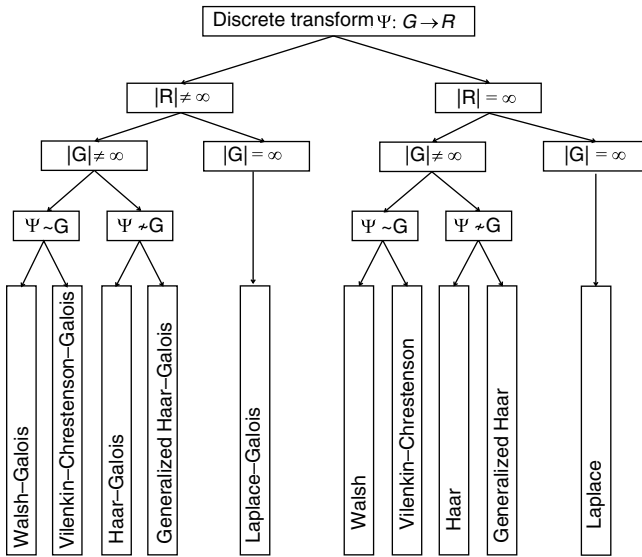 Discrete transform Ψ: G → R
|R| ≠ ∞
|R| = ∞
|G| ≠ ∞
|G| = ∞
|G| ≠ ∞
|G| = ∞
Ψ ~G
Ψ ≁G
Ψ ~G
Ψ ≁G
Walsh–Galois
Vilenkin–Chrestenson–Galois
Haar–Galois
Generalized Haar–Galois
Laplace–Galois
Walsh
Vilenkin–Chrestenson
Haar
Generalized Haar
Laplace